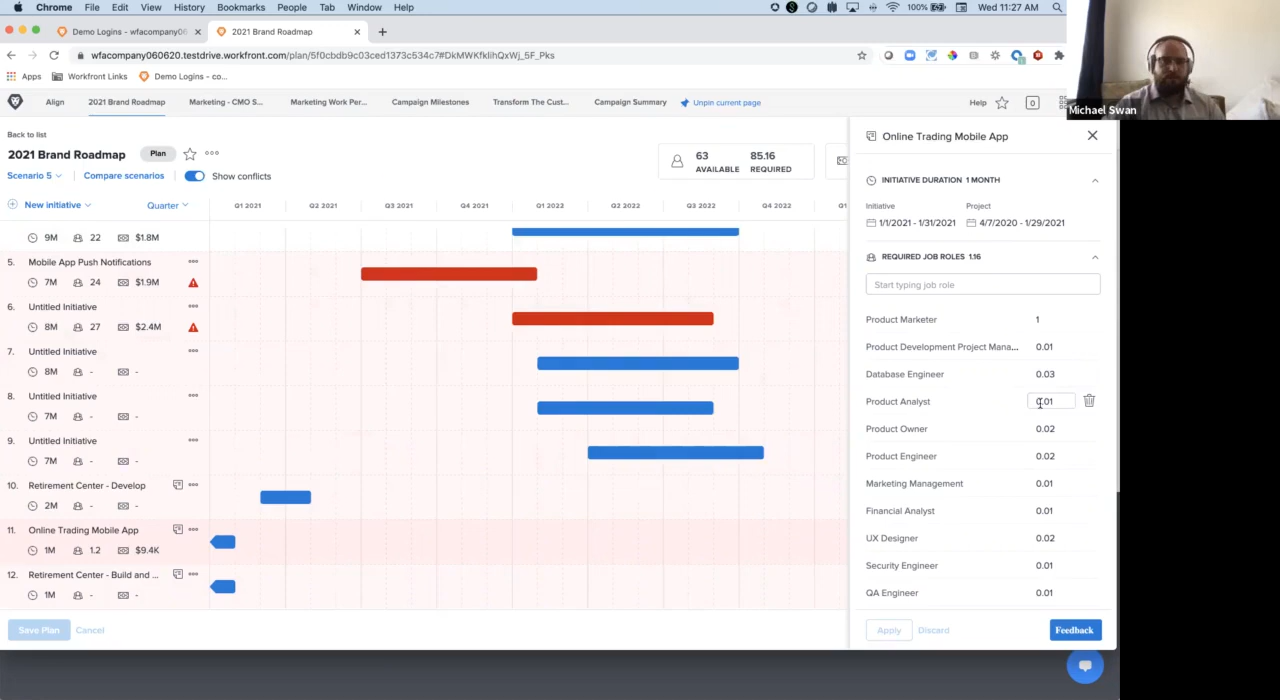 Chrome File Edit View History Bookmarks People Tab Window Help 100% Wed 11:27 AM
Demo Logins - wfacompany06 2021 Brand Roadmap
wfacompany060620.testdrive.workfront.com/plan/5f0cbdb9c03ced1373c534c7#DkMWKfklihQxWj_5F_Pks
Apps Workfront Links Demo Logins - co...
Michael Swan
Align 2021 Brand Roadmap Marketing - CMO S... Marketing Work Per... Campaign Milestones Transform The Cust... Campaign Summary Unpin current page Help 0
Back to list
2021 Brand Roadmap Plan
63 AVAILABLE 85.16 REQUIRED
Scenario 5 Compare scenarios Show conflicts
New initiative Quarter Q1 2021 Q2 2021 Q3 2021 Q4 2021 Q1 2022 Q2 2022 Q3 2022 Q4 2022 Q1
9M 22 $1.8M
5. Mobile App Push Notifications
7M 24 $1.9M
6. Untitled Initiative
8M 27 $2.4M
7. Untitled Initiative
8M - -
8. Untitled Initiative
7M - -
9. Untitled Initiative
7M - -
10. Retirement Center - Develop
2M - -
11. Online Trading Mobile App
1M 1.2 $9.4K
12. Retirement Center - Build and ...
1M - -
Save Plan Cancel
Online Trading Mobile App
INITIATIVE DURATION 1 MONTH
Initiative Project
1/1/2021 - 1/31/2021 4/7/2020 - 1/29/2021
REQUIRED JOB ROLES 1.16
Start typing job role
Product Marketer 1
Product Development Project Mana... 0.01
Database Engineer 0.03
Product Analyst 0.01
Product Owner 0.02
Product Engineer 0.02
Marketing Management 0.01
Financial Analyst 0.01
UX Designer 0.02
Security Engineer 0.01
QA Engineer 0.01
Apply Discard Feedback